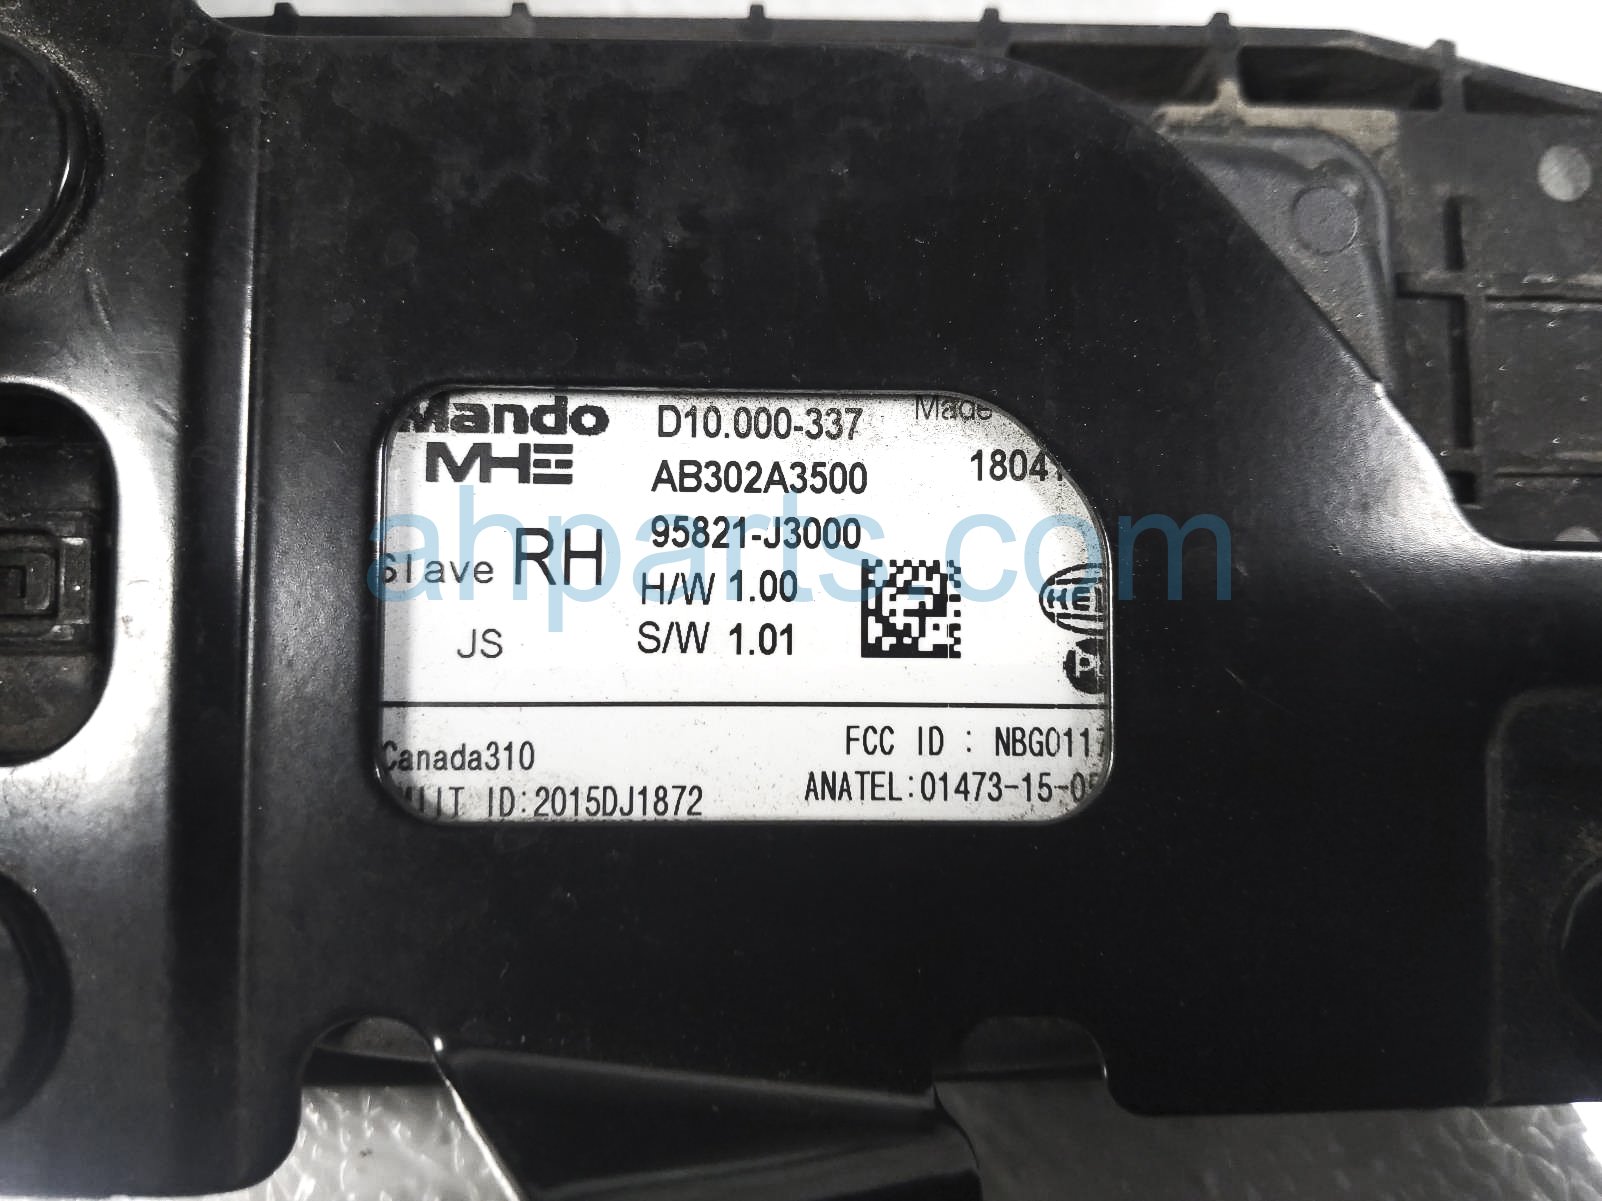 Mando D10.000-337 Made
MHE AB302A3500 1804
Slave RH 95821-J3000
H/W 1.00
JS S/W 1.01
HE
Canada310 FCC ID : NBG0117
ID:2015DJ1872 ANATEL:01473-15-0
ahparts.com